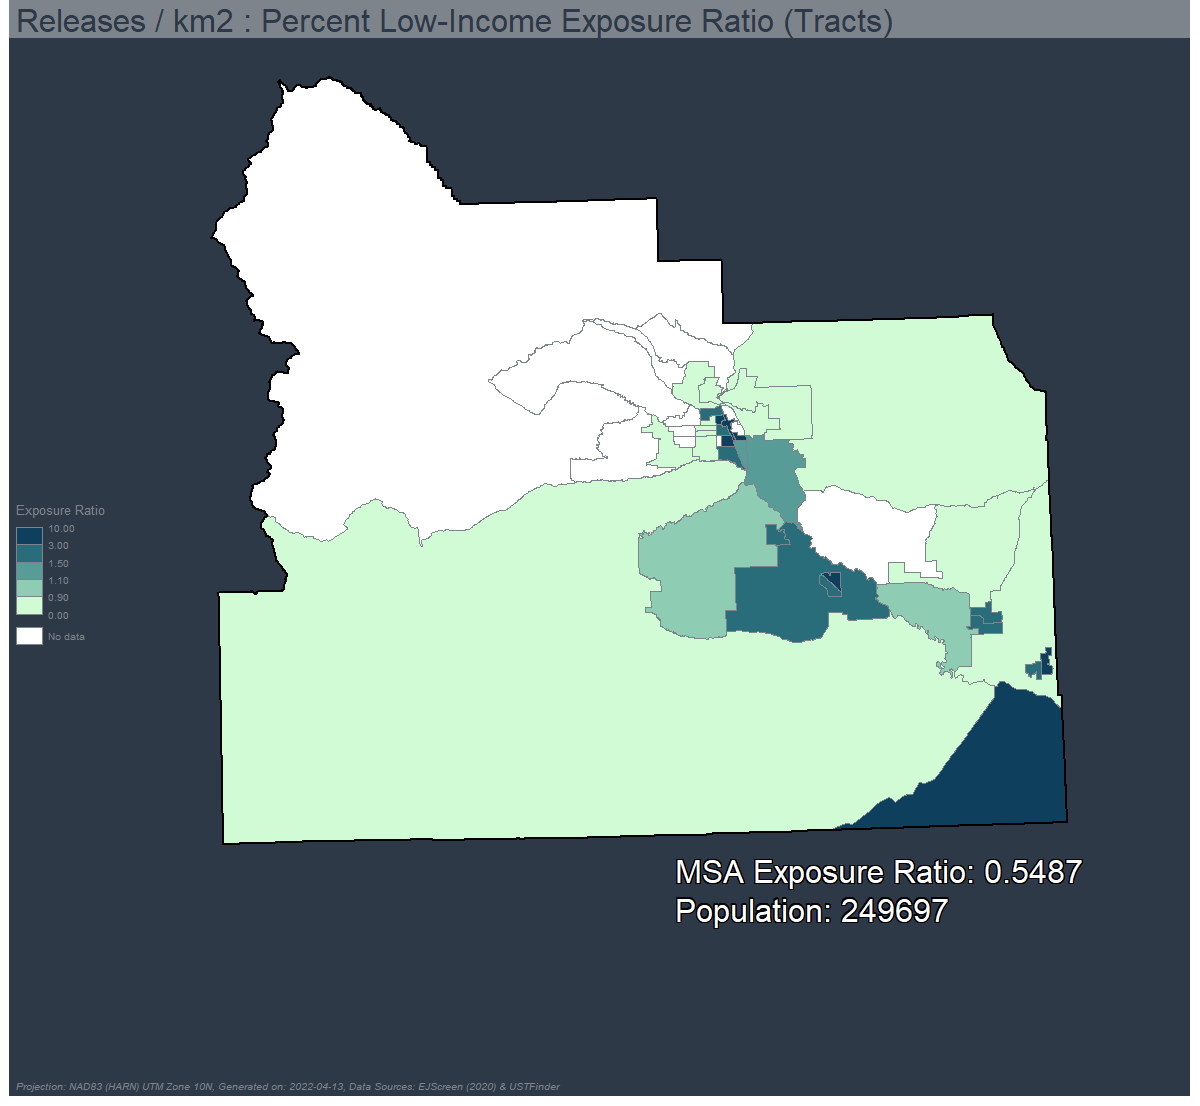 Releases / km2 : Percent Low-Income Exposure Ratio (Tracts)
Exposure Ratio
10.00
3.00
1.50
1.10
0.90
0.00
No data
MSA Exposure Ratio: 0.5487
Population: 249697
Projection: NAD83 (HARN) UTM Zone 10N, Generated on: 2022-04-13, Data Sources: EJScreen (2020) & USTFinder